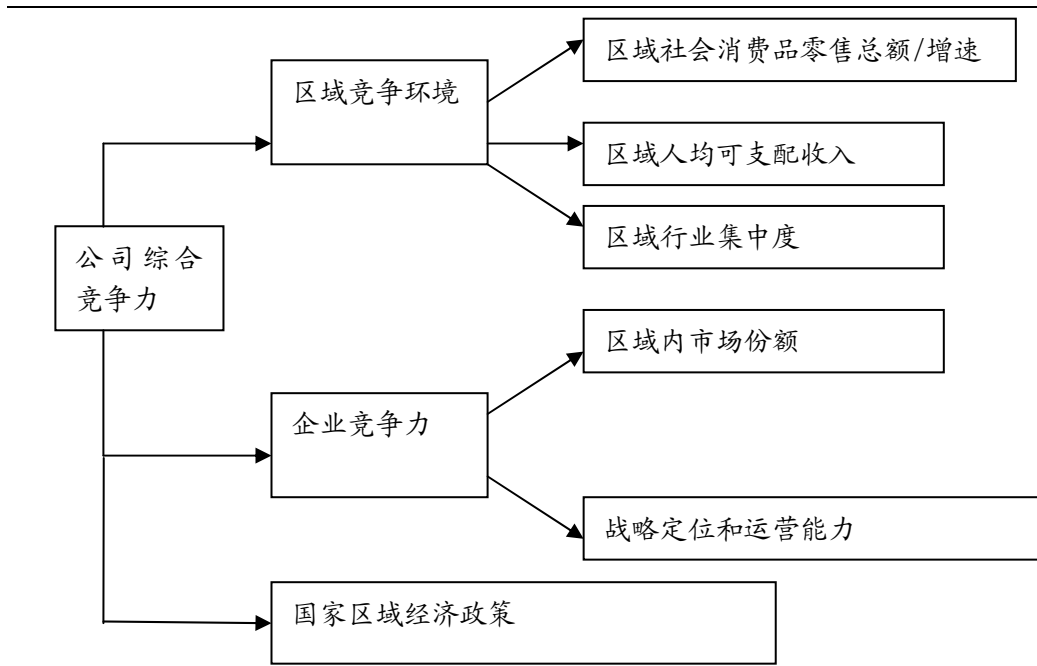 区域社会消费品零售总额/增速
区域竞争环境
区域人均可支配收入
区域行业集中度
公司综合
竞争力
区域内市场份额
企业竞争力
战略定位和运营能力
国家区域经济政策